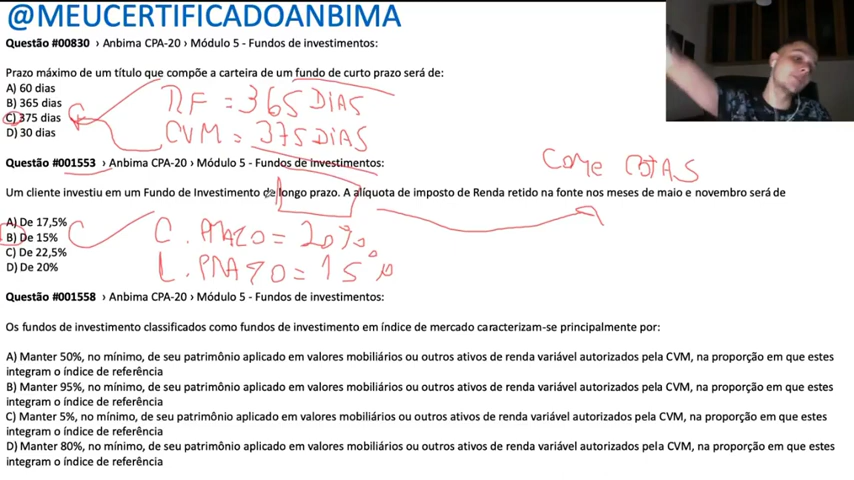 @MEUCERTIFICADOANBIMA
Questão #00830 › Anbima CPA-20 › Módulo 5 - Fundos de investimentos:
Prazo máximo de um título que compõe a carteira de um fundo de curto prazo será de:
A) 60 dias
B) 365 dias
C) 375 dias
D) 30 dias
RF = 365 DIAS
CVM = 375 DIAS
Questão #001553 › Anbima CPA-20 › Módulo 5 - Fundos de investimentos:
COME COTAS
Um cliente investiu em um Fundo de Investimento de longo prazo. A alíquota de imposto de Renda retido na fonte nos meses de maio e novembro será de
A) De 17,5%
B) De 15%
C) De 22,5%
D) De 20%
C. PRAZO = 20%
L. PRAZO = 15%
Questão #001558 › Anbima CPA-20 › Módulo 5 - Fundos de investimentos:
Os fundos de investimento classificados como fundos de investimento em índice de mercado caracterizam-se principalmente por:
A) Manter 50%, no mínimo, de seu patrimônio aplicado em valores mobiliários ou outros ativos de renda variável autorizados pela CVM, na proporção em que estes
integram o índice de referência
B) Manter 95%, no mínimo, de seu patrimônio aplicado em valores mobiliários ou outros ativos de renda variável autorizados pela CVM, na proporção em que estes
integram o índice de referência
C) Manter 5%, no mínimo, de seu patrimônio aplicado em valores mobiliários ou outros ativos de renda variável autorizados pela CVM, na proporção em que estes
integram o índice de referência
D) Manter 80%, no mínimo, de seu patrimônio aplicado em valores mobiliários ou outros ativos de renda variável autorizados pela CVM, na proporção em que estes
integram o índice de referência